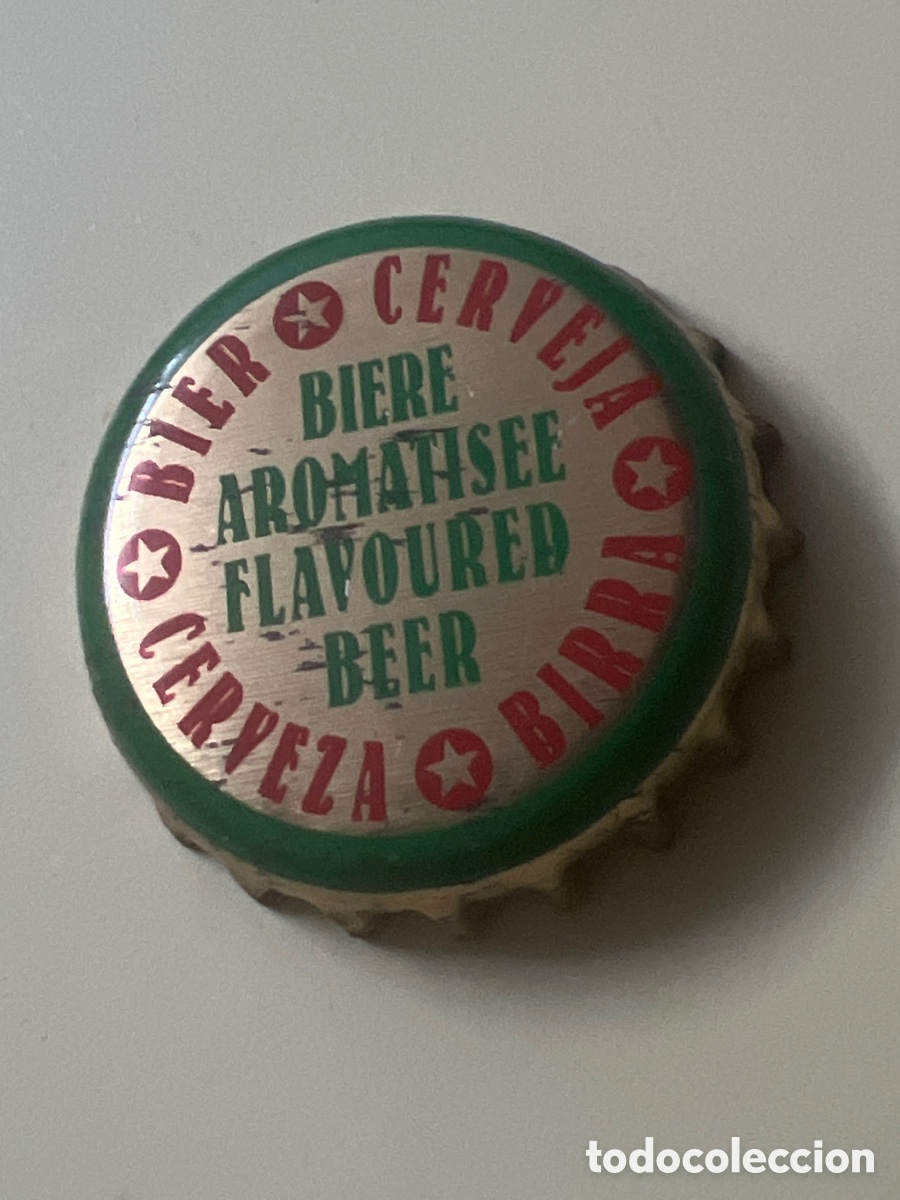 BIERE
AROMATISEE
FLAVOURED
BEER
BIER
CERVEJA
BIRRA
CERVEZA
todocoleccion